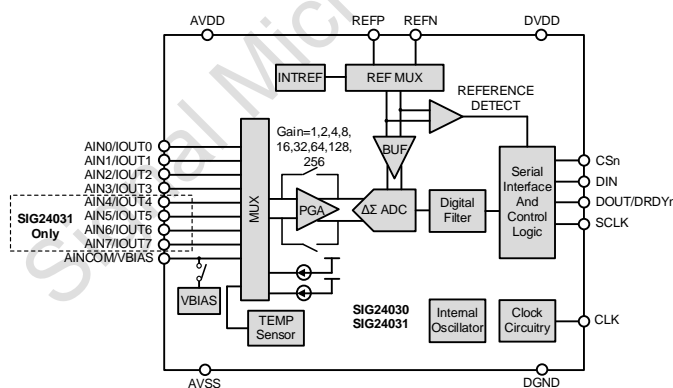 AVDD
REFP
REFN
DVDD
INTREF
REF MUX
REFERENCE
DETECT
Gain=1,2,4,8,
16,32,64,128,
256
BUF
AIN0/IOUT0
AIN1/IOUT1
AIN2/IOUT2
AIN3/IOUT3
AIN4/IOUT4
AIN5/IOUT5
AIN6/IOUT6
AIN7/IOUT7
AINCOM/VBIAS
SIG24031
Only
MUX
PGA
ΔΣ ADC
Digital
Filter
Serial
Interface
And
Control
Logic
CSn
DIN
DOUT/DRDYn
SCLK
VBIAS
TEMP
Sensor
SIG24030
SIG24031
Internal
Oscillator
Clock
Circuitry
CLK
AVSS
DGND